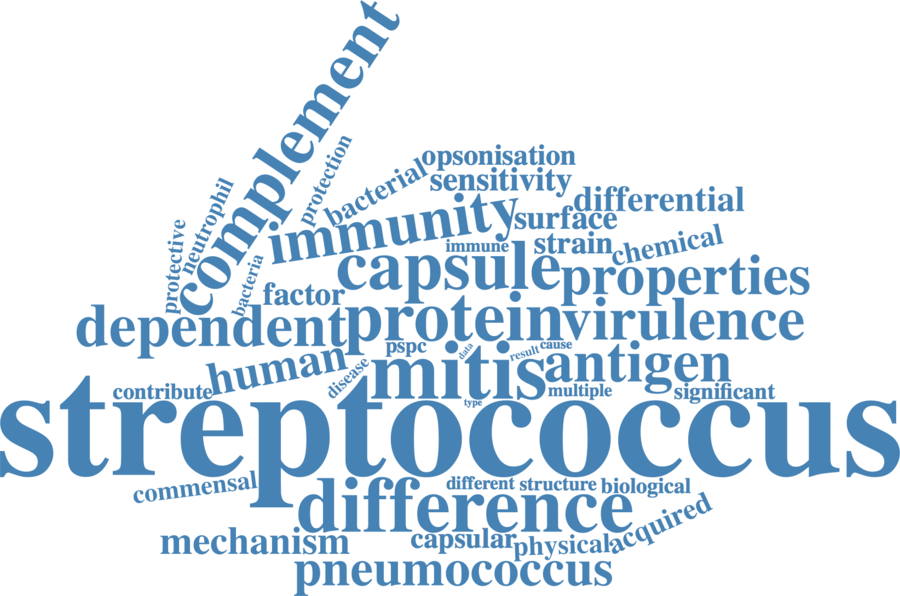 complement
protection
opsonisation
bacterial
sensitivity
neutrophil
differential
protective
immunity
surface
immune
strain
chemical
bacteria
capsule
properties
factor
dependent
protein
virulence
pspc
data
result
cause
human
disease
mitis
antigen
contribute
type
multiple
significant
streptococcus
commensal
different
structure
biological
difference
acquired
mechanism
capsular
physical
pneumococcus